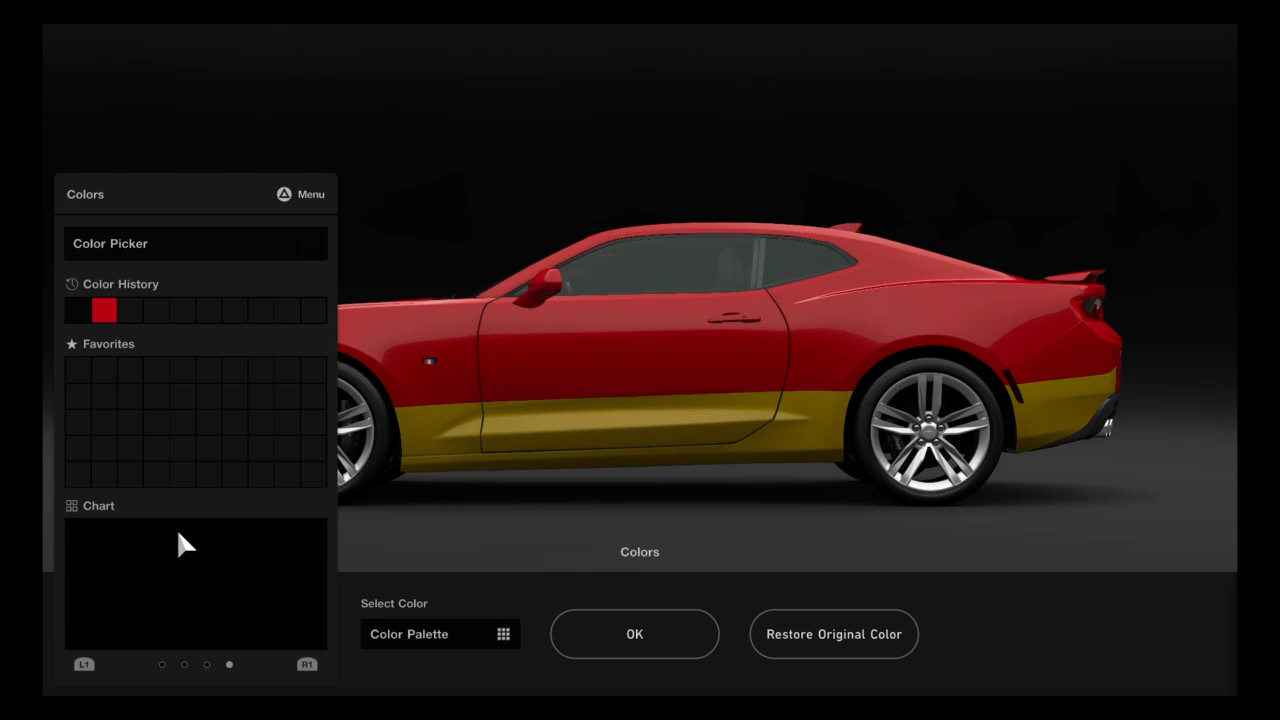 Colors
Menu
Color Picker
Color History
Favorites
Chart
L1
R1
Colors
Select Color
Color Palette
OK
Restore Original Color